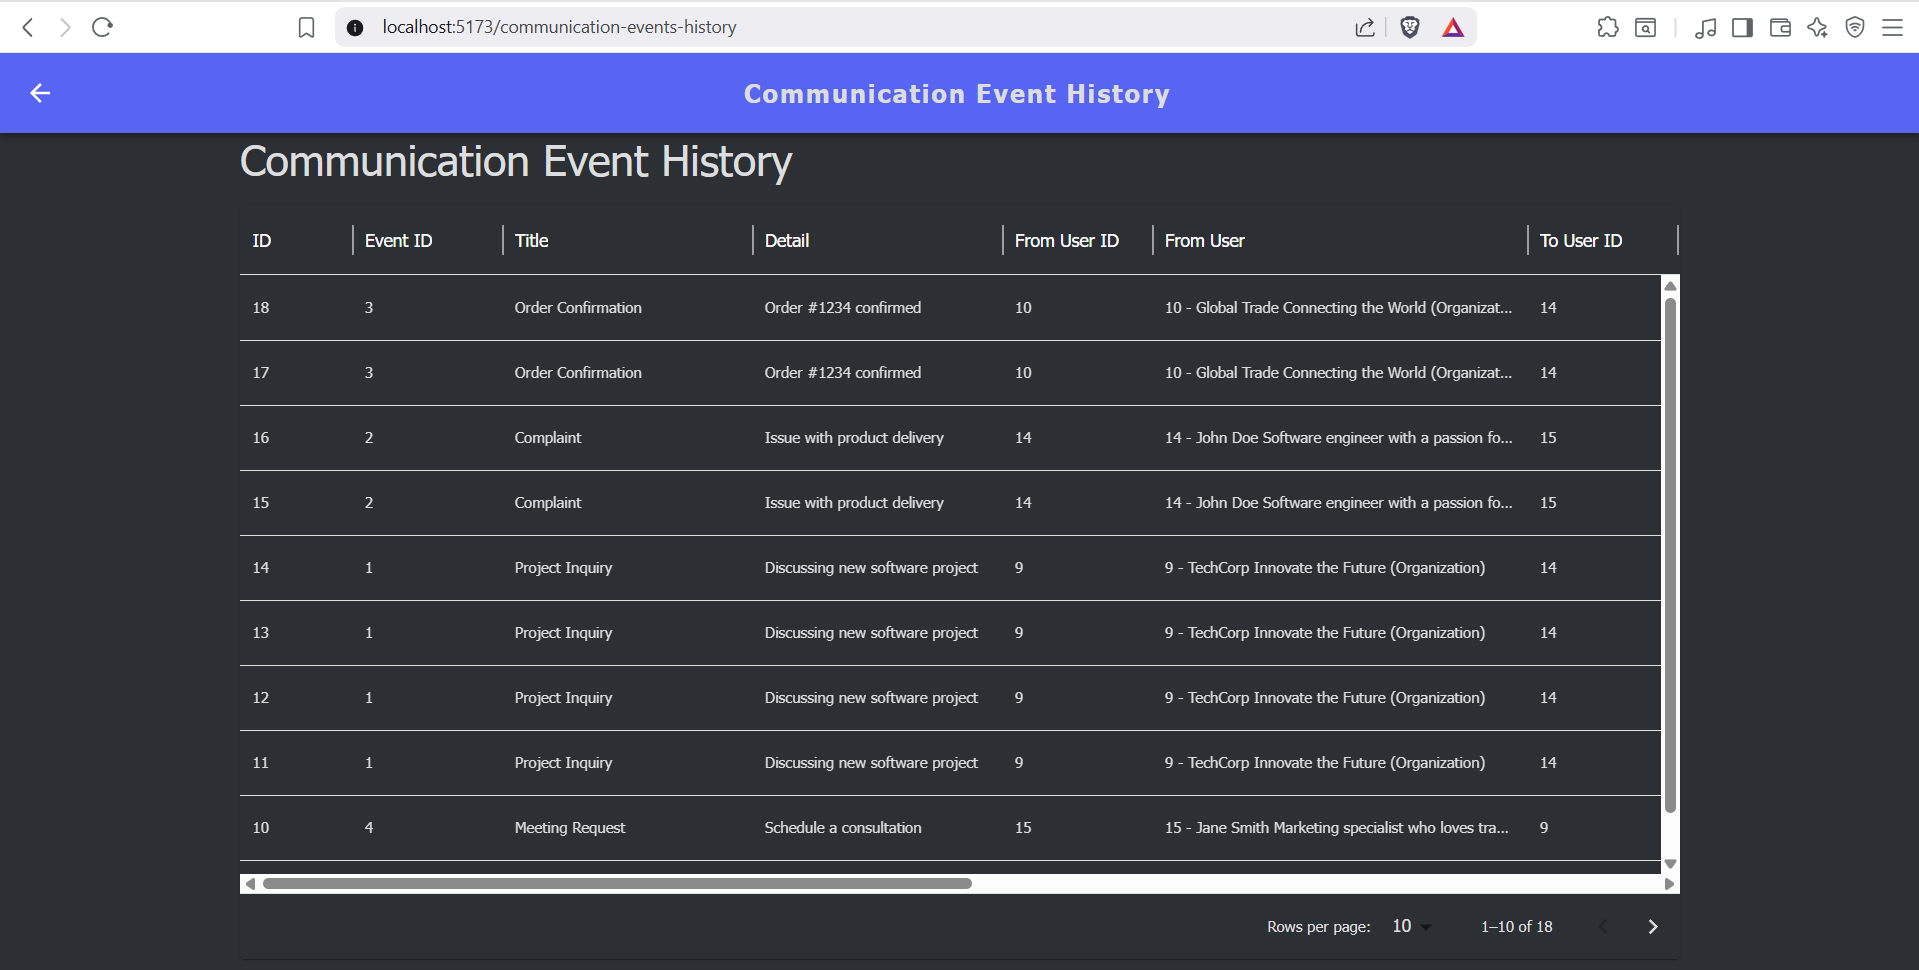 localhost:5173/communication-events-history
Communication Event History
Communication Event History
ID Event ID Title Detail From User ID From User To User ID
18 3 Order Confirmation Order #1234 confirmed 10 10 - Global Trade Connecting the World (Organizat... 14
17 3 Order Confirmation Order #1234 confirmed 10 10 - Global Trade Connecting the World (Organizat... 14
16 2 Complaint Issue with product delivery 14 14 - John Doe Software engineer with a passion fo... 15
15 2 Complaint Issue with product delivery 14 14 - John Doe Software engineer with a passion fo... 15
14 1 Project Inquiry Discussing new software project 9 9 - TechCorp Innovate the Future (Organization) 14
13 1 Project Inquiry Discussing new software project 9 9 - TechCorp Innovate the Future (Organization) 14
12 1 Project Inquiry Discussing new software project 9 9 - TechCorp Innovate the Future (Organization) 14
11 1 Project Inquiry Discussing new software project 9 9 - TechCorp Innovate the Future (Organization) 14
10 4 Meeting Request Schedule a consultation 15 15 - Jane Smith Marketing specialist who loves tra... 9
Rows per page: 10 1–10 of 18